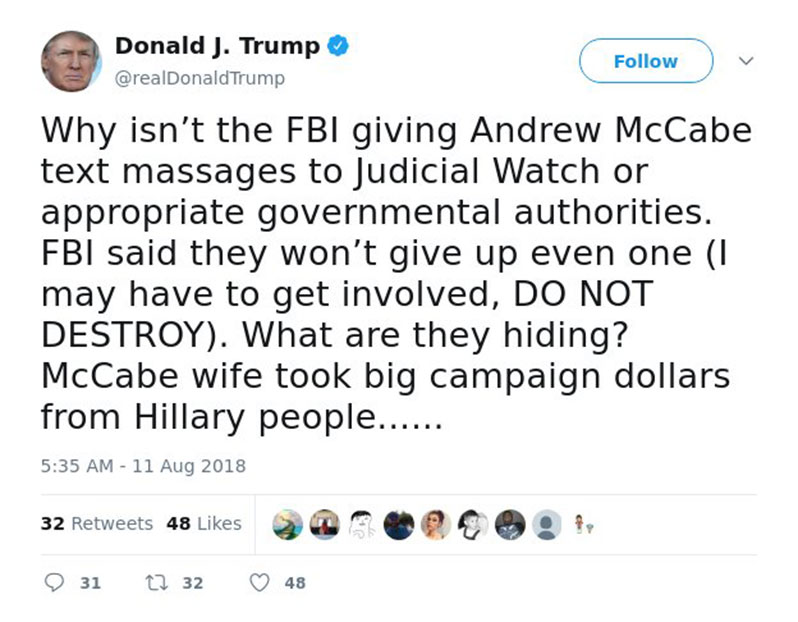 Donald J. Trump
@realDonaldTrump
Follow
Why isn’t the FBI giving Andrew McCabe
text massages to Judicial Watch or
appropriate governmental authorities.
FBI said they won’t give up even one (I
may have to get involved, DO NOT
DESTROY). What are they hiding?
McCabe wife took big campaign dollars
from Hillary people......
5:35 AM - 11 Aug 2018
32 Retweets 48 Likes
31 32 48